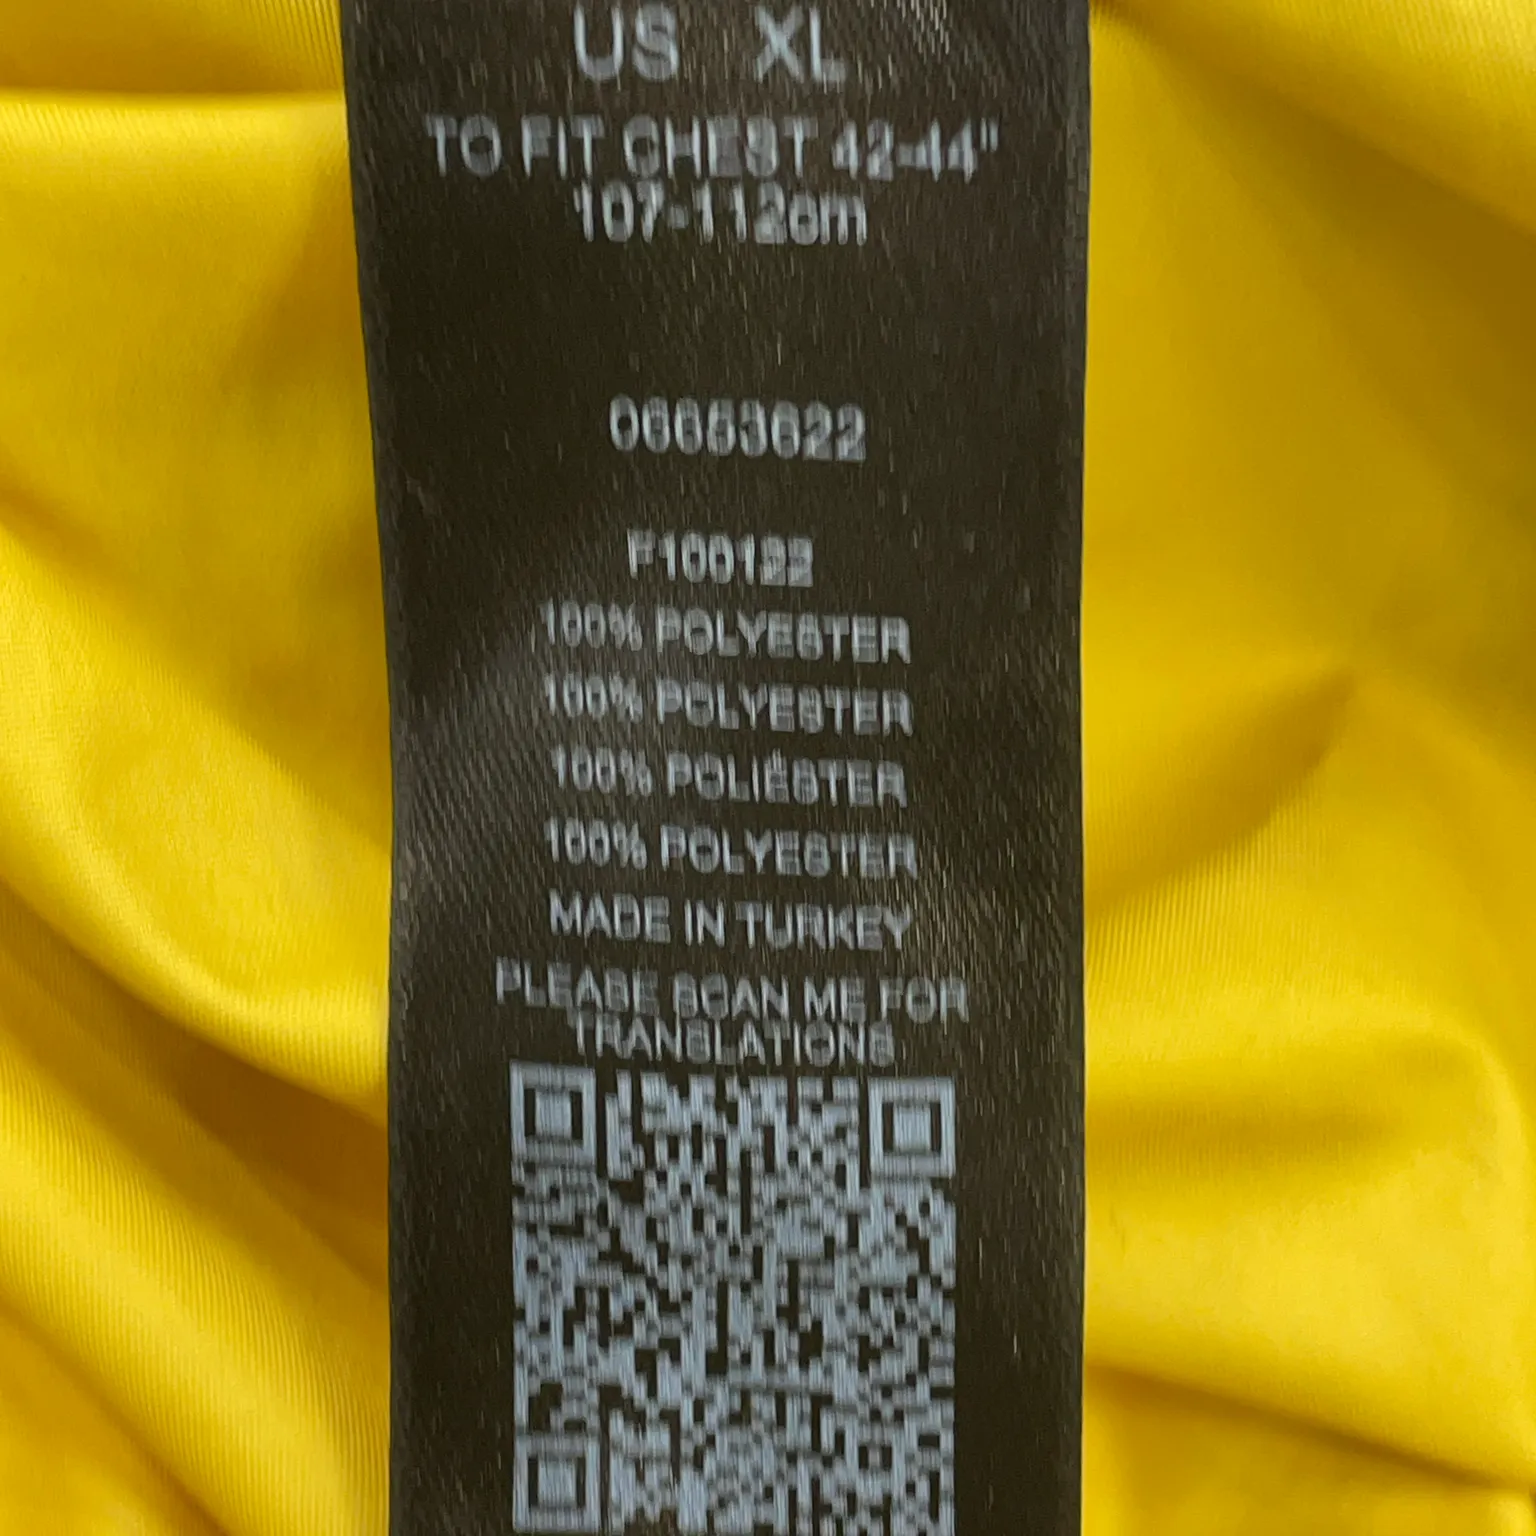 US XL
TO FIT CHEST 42-44"
107-112cm
06653622
F100122
100% POLYESTER
100% POLYESTER
100% POLIÉSTER
100% POLYESTER
MADE IN TURKEY
PLEASE SCAN ME FOR
TRANSLATIONS